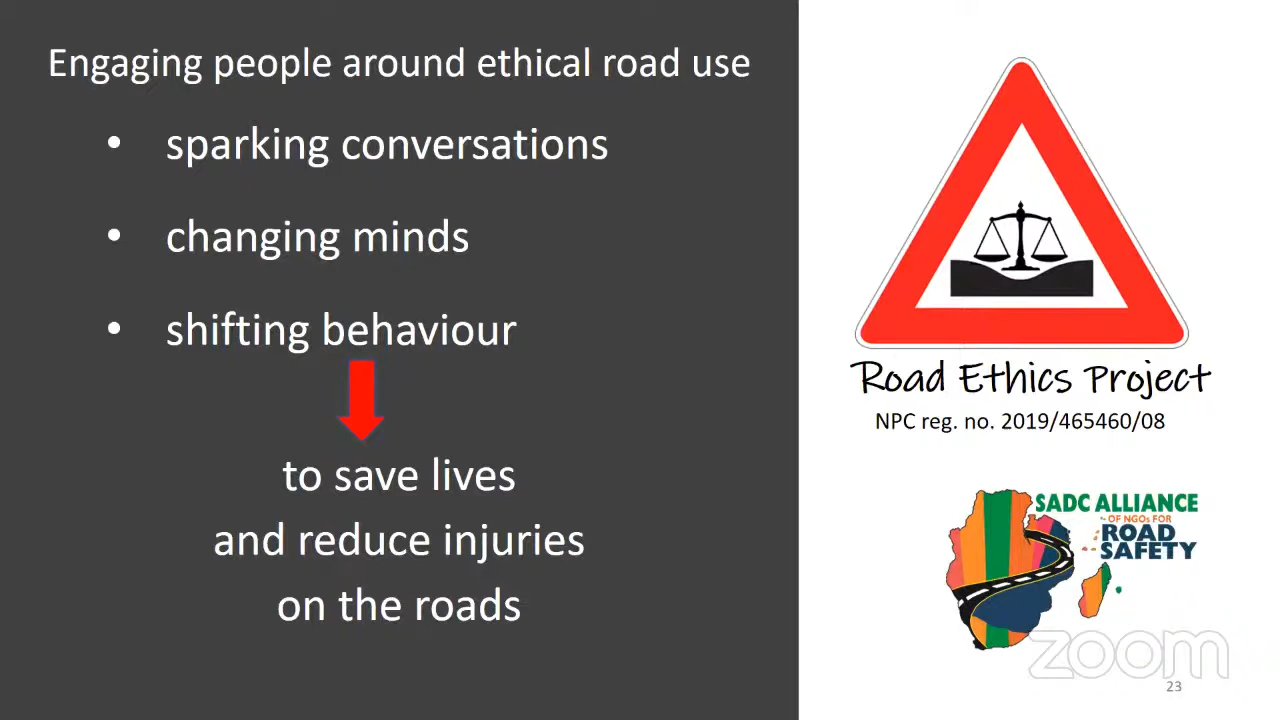 Engaging people around ethical road use
• sparking conversations
• changing minds
• shifting behaviour
to save lives
and reduce injuries
on the roads
Road Ethics Project
NPC reg. no. 2019/465460/08
SADC ALLIANCE
OF NGOs FOR
ROAD
SAFETY
zoom
23